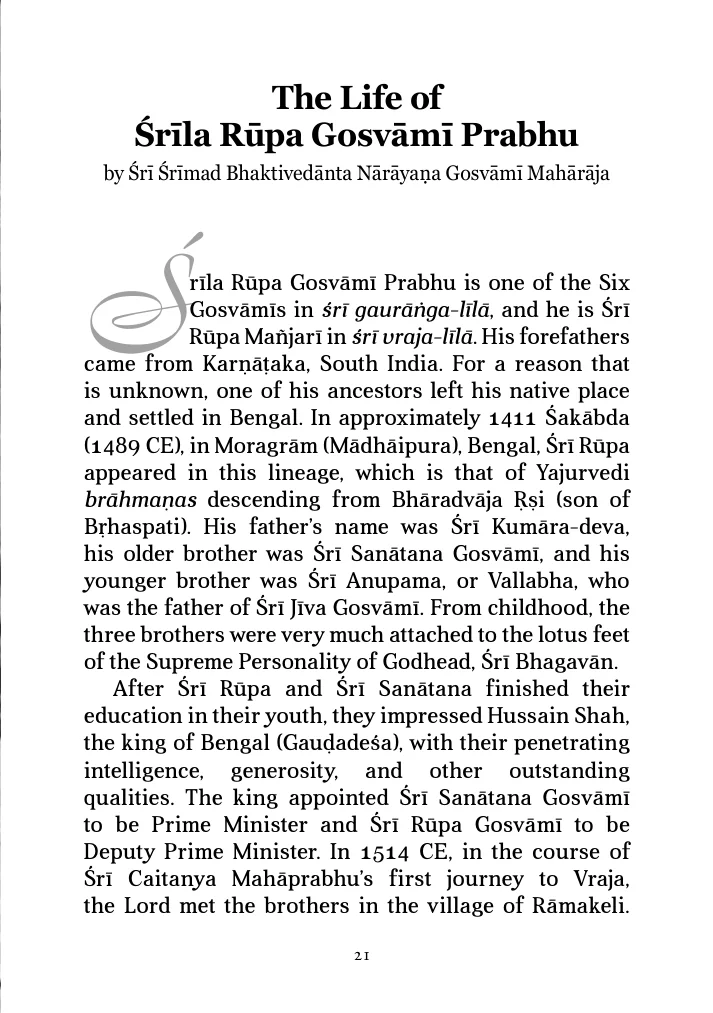 The Life of
Śrīla Rūpa Gosvāmī Prabhu
by Śrī Śrīmad Bhaktivedānta Nārāyaṇa Gosvāmī Mahārāja
Śrīla Rūpa Gosvāmī Prabhu is one of the Six
Gosvāmīs in śrī gaurāṅga-līlā, and he is Śrī
Rūpa Mañjarī in śrī vraja-līlā. His forefathers
came from Karṇāṭaka, South India. For a reason that
is unknown, one of his ancestors left his native place
and settled in Bengal. In approximately 1411 Śakābda
(1489 CE), in Moragrām (Mādhāipura), Bengal, Śrī Rūpa
appeared in this lineage, which is that of Yajurvedi
brāhmaṇas descending from Bhāradvāja Ṛṣi (son of
Bṛhaspati). His father’s name was Śrī Kumāra-deva,
his older brother was Śrī Sanātana Gosvāmī, and his
younger brother was Śrī Anupama, or Vallabha, who
was the father of Śrī Jīva Gosvāmī. From childhood, the
three brothers were very much attached to the lotus feet
of the Supreme Personality of Godhead, Śrī Bhagavān.
After Śrī Rūpa and Śrī Sanātana finished their
education in their youth, they impressed Hussain Shah,
the king of Bengal (Gauḍadeśa), with their penetrating
intelligence, generosity, and other outstanding
qualities. The king appointed Śrī Sanātana Gosvāmī
to be Prime Minister and Śrī Rūpa Gosvāmī to be
Deputy Prime Minister. In 1514 CE, in the course of
Śrī Caitanya Mahāprabhu’s first journey to Vraja,
the Lord met the brothers in the village of Rāmakeli.
21